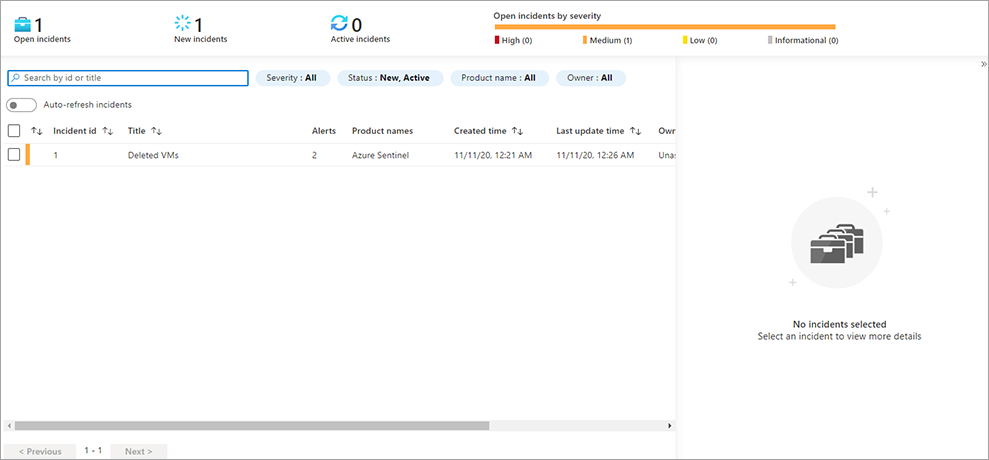 1
Open incidents
1
New incidents
0
Active incidents
Open incidents by severity
High (0) Medium (1) Low (0) Informational (0)
Search by id or title
Severity : All Status : New, Active Product name : All Owner : All
Auto-refresh incidents
Incident id Title Alerts Product names Created time Last update time Own
1 Deleted VMs 2 Azure Sentinel 11/11/20, 12:21 AM 11/11/20, 12:26 AM Unas
No incidents selected
Select an incident to view more details
< Previous 1 - 1 Next >